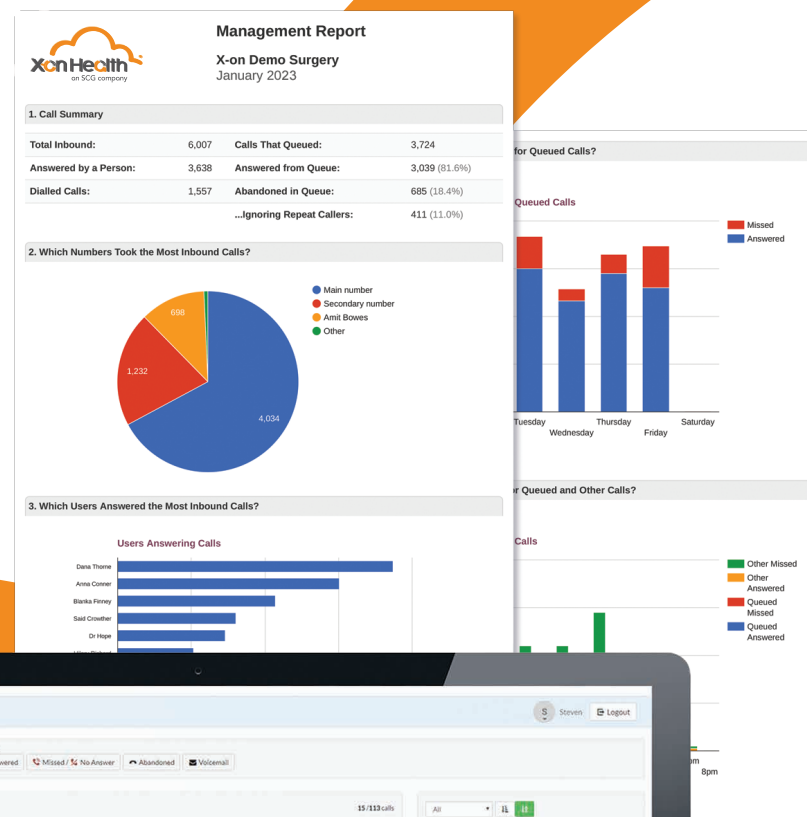 Management Report
X-on Health
an SCG company
X-on Demo Surgery
January 2023
1. Call Summary
Total Inbound: 6,007 Calls That Queued: 3,724
Answered by a Person: 3,638 Answered from Queue: 3,039 (81.6%)
Dialled Calls: 1,557 Abandoned in Queue: 685 (18.4%)
...Ignoring Repeat Callers: 411 (11.0%)
2. Which Numbers Took the Most Inbound Calls?
Main number
Secondary number
Amit Bowes
Other
698
1,232
4,034
3. Which Users Answered the Most Inbound Calls?
Users Answering Calls
Dana Thorne
Anna Conner
Blanka Finney
Said Crowther
Dr Hope
for Queued Calls?
Queued Calls
Missed
Answered
Tuesday
Wednesday
Thursday
Friday
Saturday
or Queued and Other Calls?
Calls
Other Missed
Other
Answered
Queued
Missed
Queued
Answered
pm
8pm
S Steven Logout
wered Missed / No Answer Abandoned Voicemail
15 / 113 calls All